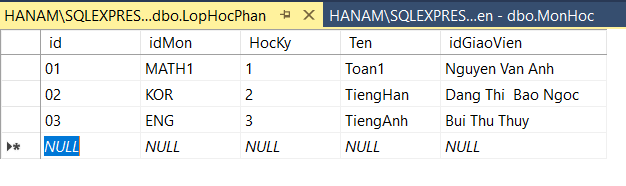 HANAM\SQLEXPRES...dbo.LopHocPhan HANAM\SQLEXPRES...en - dbo.MonHoc
id idMon HocKy Ten idGiaoVien
01 MATH1 1 Toan1 Nguyen Van Anh
02 KOR 2 TiengHan Dang Thi  Bao Ngoc
03 ENG 3 TiengAnh Bui Thu Thuy
NULL NULL NULL NULL NULL